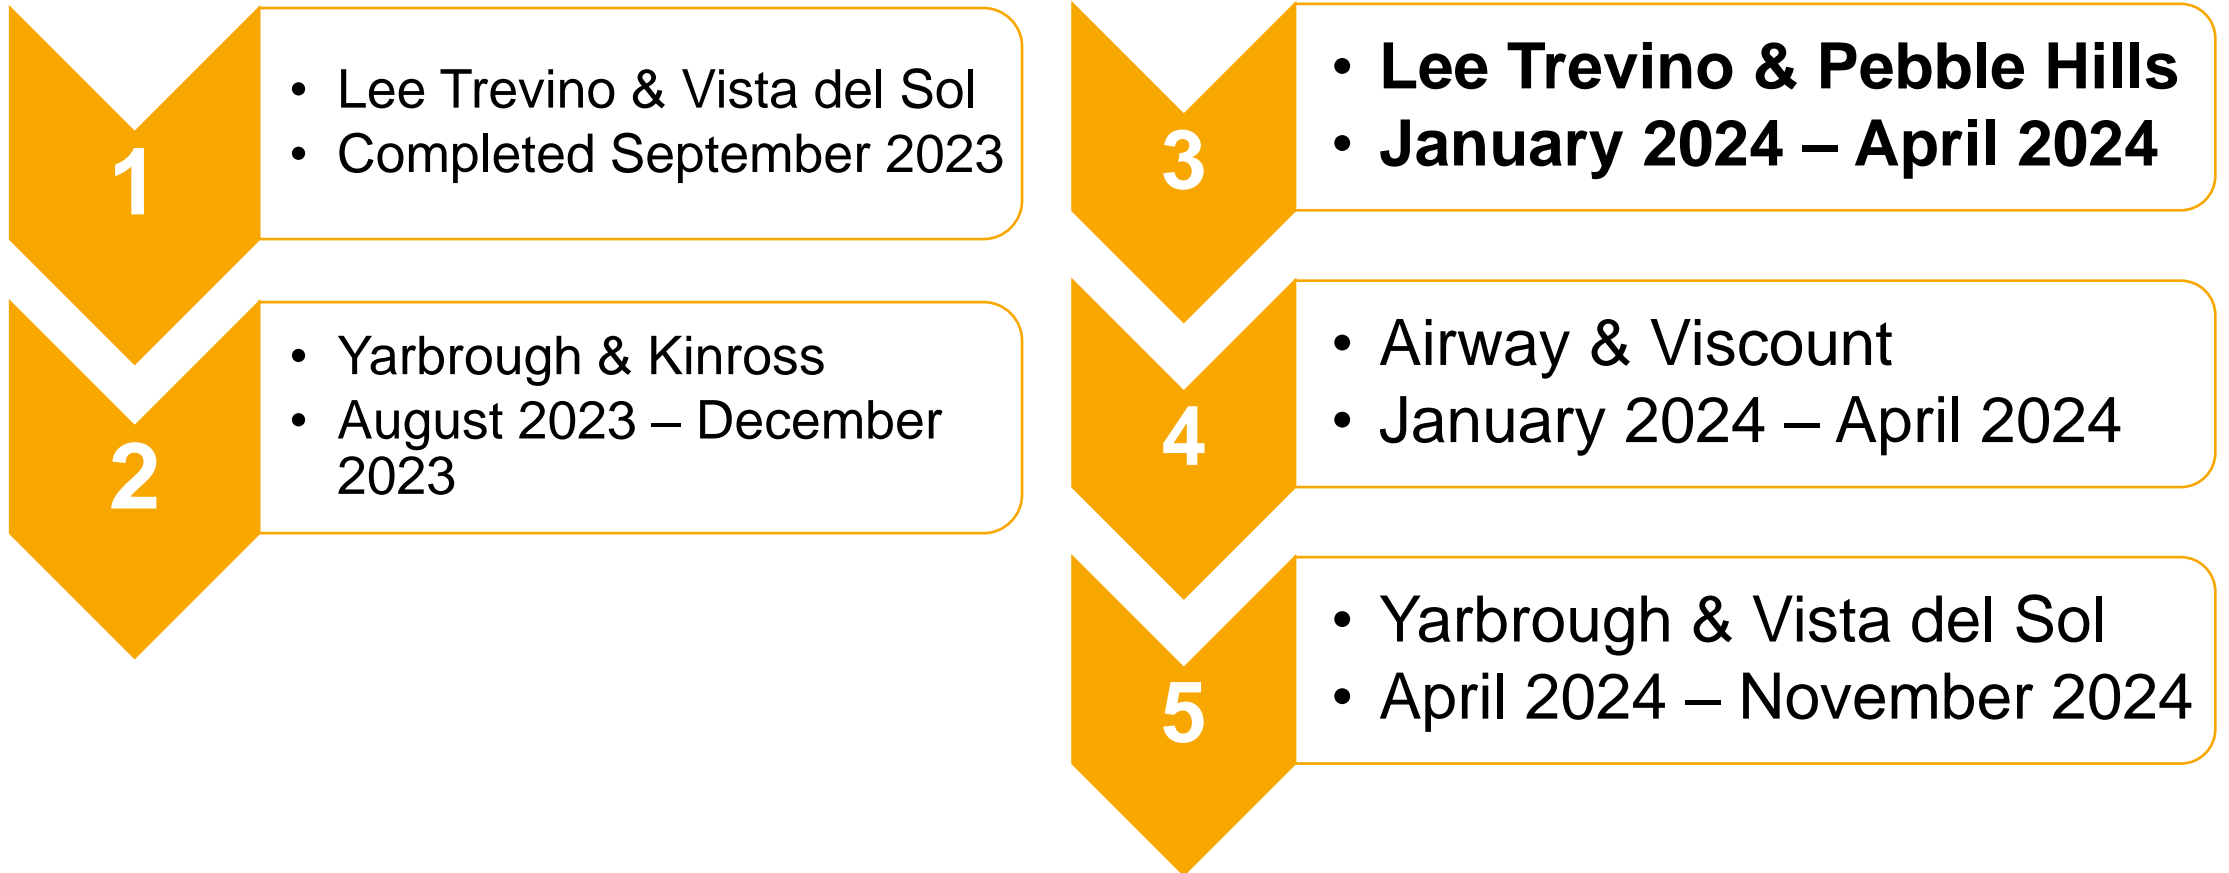 1
• Lee Trevino & Vista del Sol
• Completed September 2023
2
• Yarbrough & Kinross
• August 2023 – December
2023
3
• Lee Trevino & Pebble Hills
• January 2024 – April 2024
4
• Airway & Viscount
• January 2024 – April 2024
5
• Yarbrough & Vista del Sol
• April 2024 – November 2024